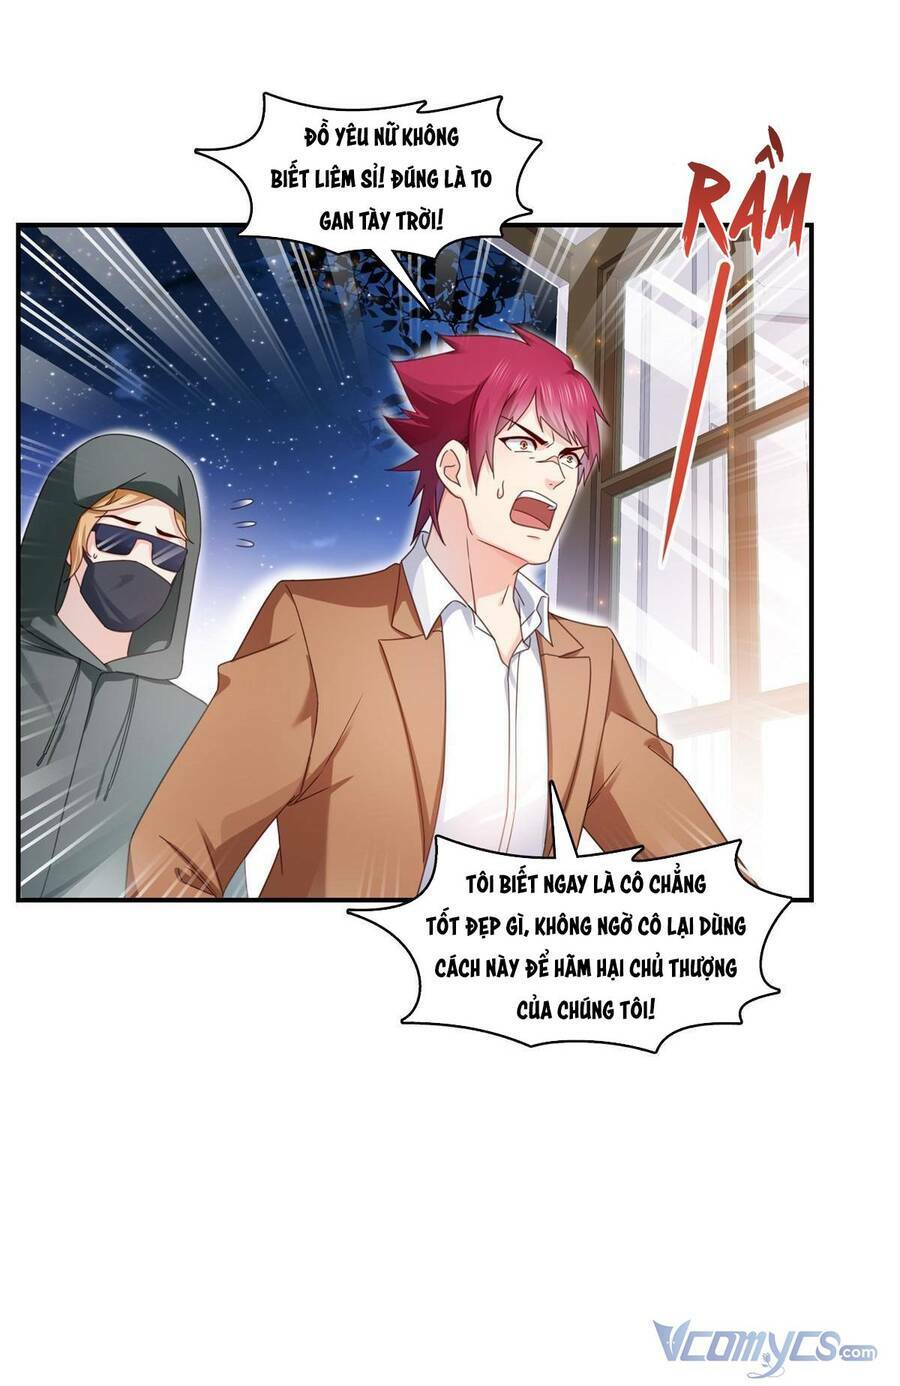 ĐỒ YÊU NỮ KHÔNG
BIẾT LIÊM SỈ! ĐÚNG LÀ TO
GAN TÀY TRỜI!
RẦM
TÔI BIẾT NGAY LÀ CÔ CHẲNG
TỐT ĐẸP GÌ, KHÔNG NGỜ CÔ LẠI DÙNG
CÁCH NÀY ĐỂ HÃM HẠI CHỦ THƯỢNG
CỦA CHÚNG TÔI!
VCOMYCS.com